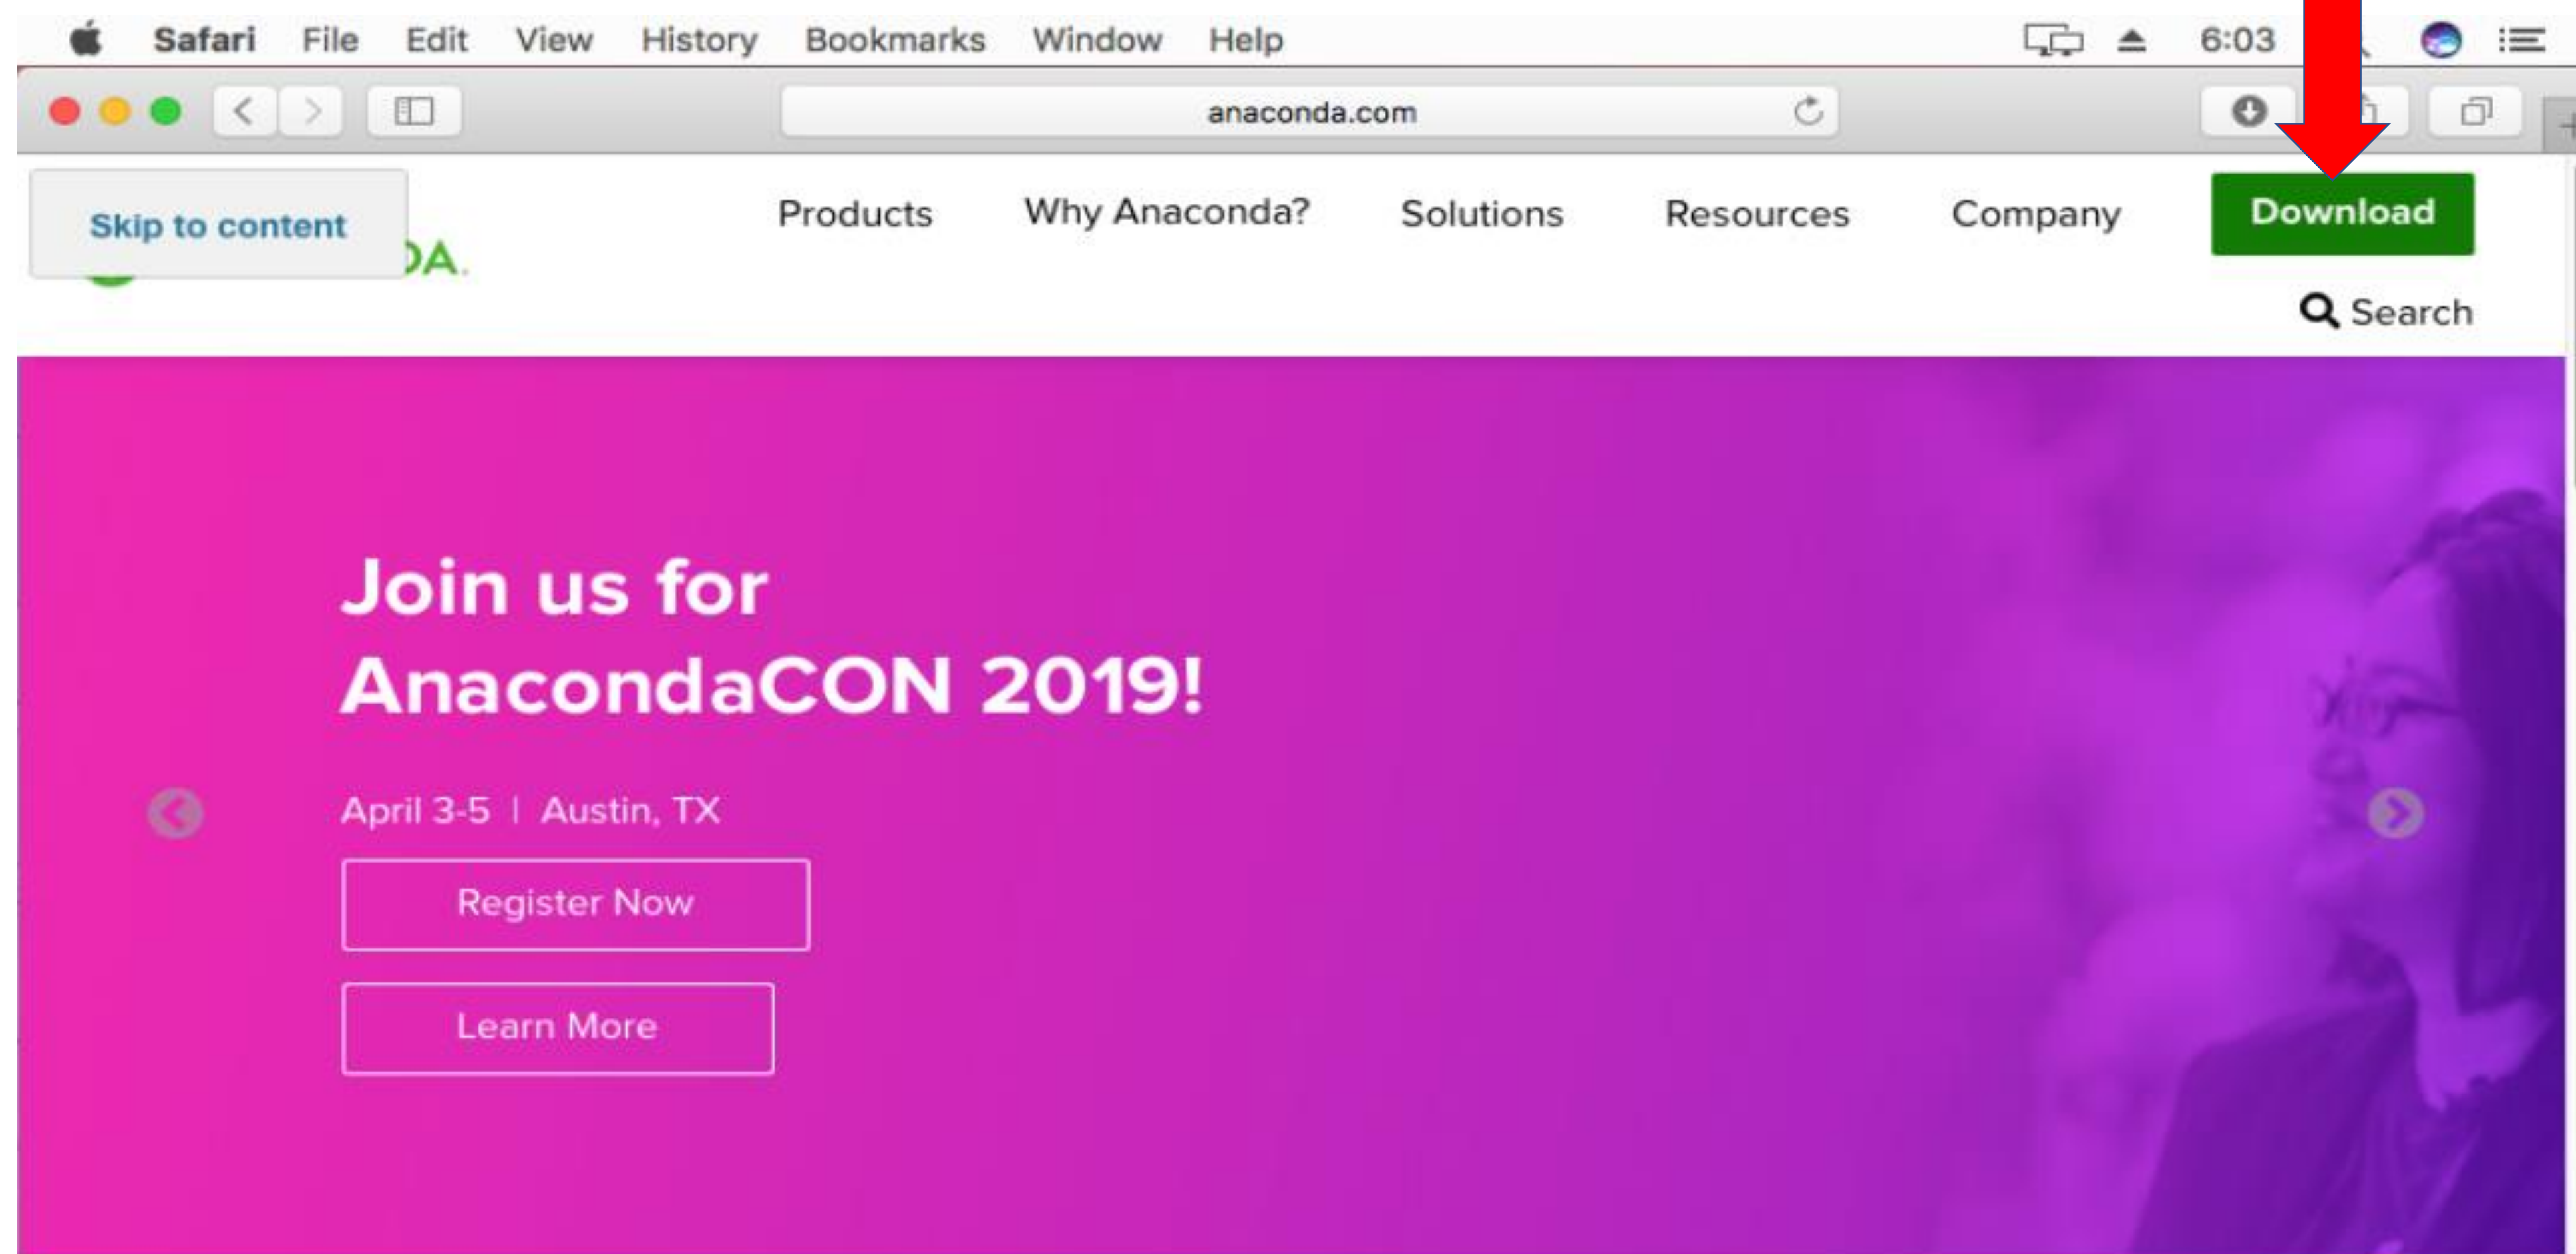 Safari File Edit View History Bookmarks Window Help 6:03
anaconda.com
Skip to content
DA.
Products Why Anaconda? Solutions Resources Company Download
Search
Join us for
AnacondaCON 2019!
April 3-5 | Austin, TX
Register Now
Learn More